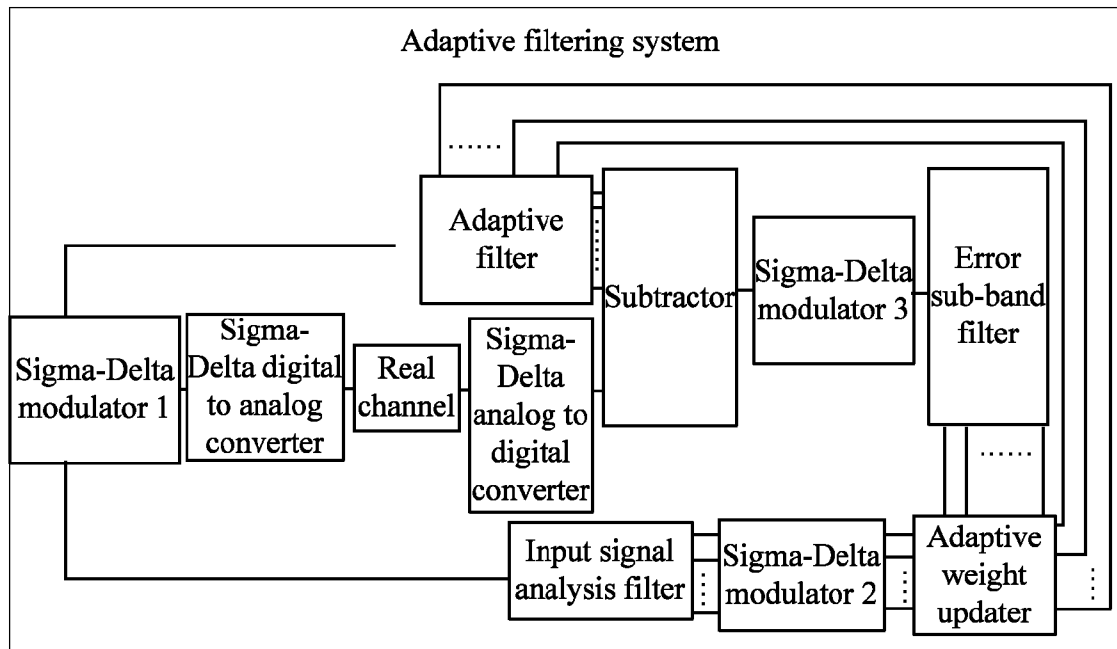 Adaptive filtering system
Adaptive
filter
Subtractor
Sigma-Delta
modulator 3
Error
sub-band
filter
Sigma-Delta
modulator 1
Sigma-
Delta digital
to analog
converter
Real
channel
Sigma-
Delta
analog to
digital
converter
Input signal
analysis filter
Sigma-Delta
modulator 2
Adaptive
weight
updater